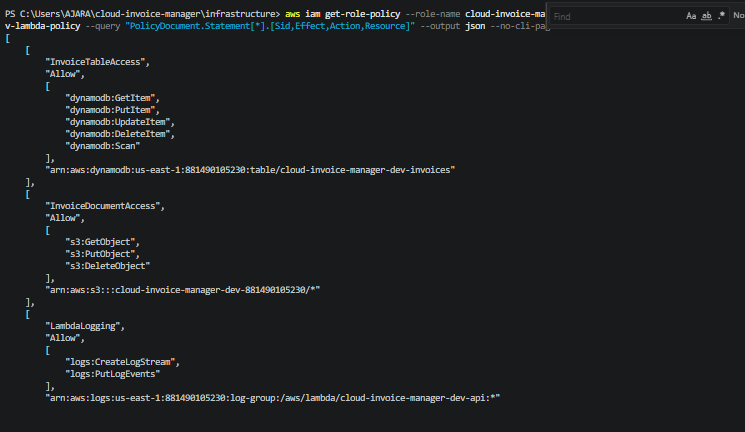 PS C:\Users\AJARA\cloud-invoice-manager\infrastructure> aws iam get-role-policy --role-name cloud-invoice-ma
v-lambda-policy --query "PolicyDocument.Statement[*].[Sid,Effect,Action,Resource]" --output json --no-cli-pag
Find Aa ab .* No
[
    [
        "InvoiceTableAccess",
        "Allow",
        [
            "dynamodb:GetItem",
            "dynamodb:PutItem",
            "dynamodb:UpdateItem",
            "dynamodb:DeleteItem",
            "dynamodb:Scan"
        ],
        "arn:aws:dynamodb:us-east-1:881490105230:table/cloud-invoice-manager-dev-invoices"
    ],
    [
        "InvoiceDocumentAccess",
        "Allow",
        [
            "s3:GetObject",
            "s3:PutObject",
            "s3:DeleteObject"
        ],
        "arn:aws:s3:::cloud-invoice-manager-dev-881490105230/*"
    ],
    [
        "LambdaLogging",
        "Allow",
        [
            "logs:CreateLogStream",
            "logs:PutLogEvents"
        ],
        "arn:aws:logs:us-east-1:881490105230:log-group:/aws/lambda/cloud-invoice-manager-dev-api:*"